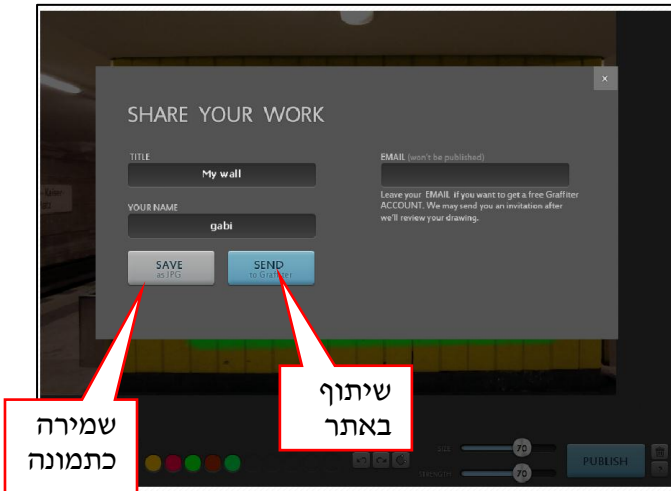 ×
SHARE YOUR WORK
TITLE
My wall
YOUR NAME
gabi
SAVE
as JPG
SEND
to Graffiter
EMAIL (won't be published)
Leave your EMAIL if you want to get a free Graffiter
ACCOUNT. We may send you an invitation after
we'll review your drawing.
שמירה
כתמונה
שיתוף
באתר
SIZE
70
STRENGTH
70
PUBLISH